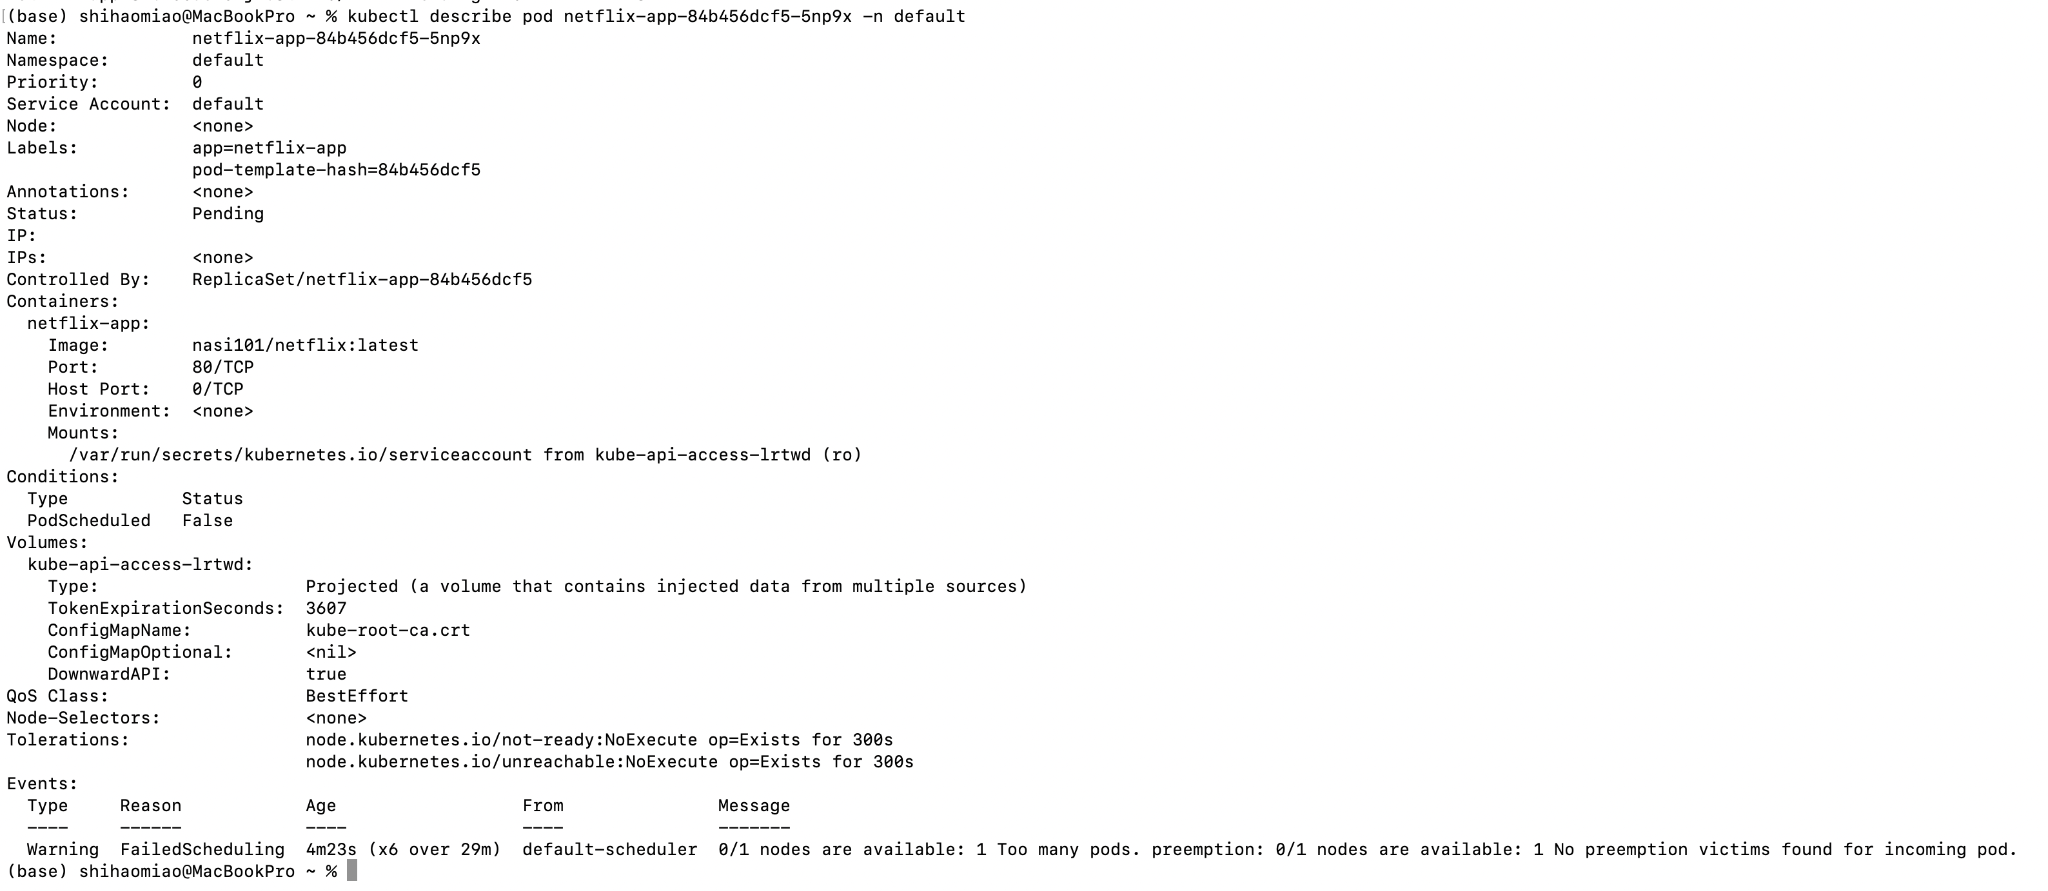 (base) shihaomiao@MacBookPro ~ % kubectl describe pod netflix-app-84b456dcf5-5np9x -n default
Name:             netflix-app-84b456dcf5-5np9x
Namespace:        default
Priority:         0
Service Account:  default
Node:             <none>
Labels:           app=netflix-app
                  pod-template-hash=84b456dcf5
Annotations:      <none>
Status:           Pending
IP:
IPs:              <none>
Controlled By:    ReplicaSet/netflix-app-84b456dcf5
Containers:
  netflix-app:
    Image:        nasi101/netflix:latest
    Port:         80/TCP
    Host Port:    0/TCP
    Environment:  <none>
    Mounts:
      /var/run/secrets/kubernetes.io/serviceaccount from kube-api-access-lrtwd (ro)
Conditions:
  Type           Status
  PodScheduled   False
Volumes:
  kube-api-access-lrtwd:
    Type:                    Projected (a volume that contains injected data from multiple sources)
    TokenExpirationSeconds:  3607
    ConfigMapName:           kube-root-ca.crt
    ConfigMapOptional:       <nil>
    DownwardAPI:             true
QoS Class:                   BestEffort
Node-Selectors:              <none>
Tolerations:                 node.kubernetes.io/not-ready:NoExecute op=Exists for 300s
                             node.kubernetes.io/unreachable:NoExecute op=Exists for 300s
Events:
  Type     Reason            Age                  From               Message
  ----     ------            ----                 ----               -------
  Warning  FailedScheduling  4m23s (x6 over 29m)  default-scheduler  0/1 nodes are available: 1 Too many pods. preemption: 0/1 nodes are available: 1 No preemption victims found for incoming pod.
(base) shihaomiao@MacBookPro ~ %